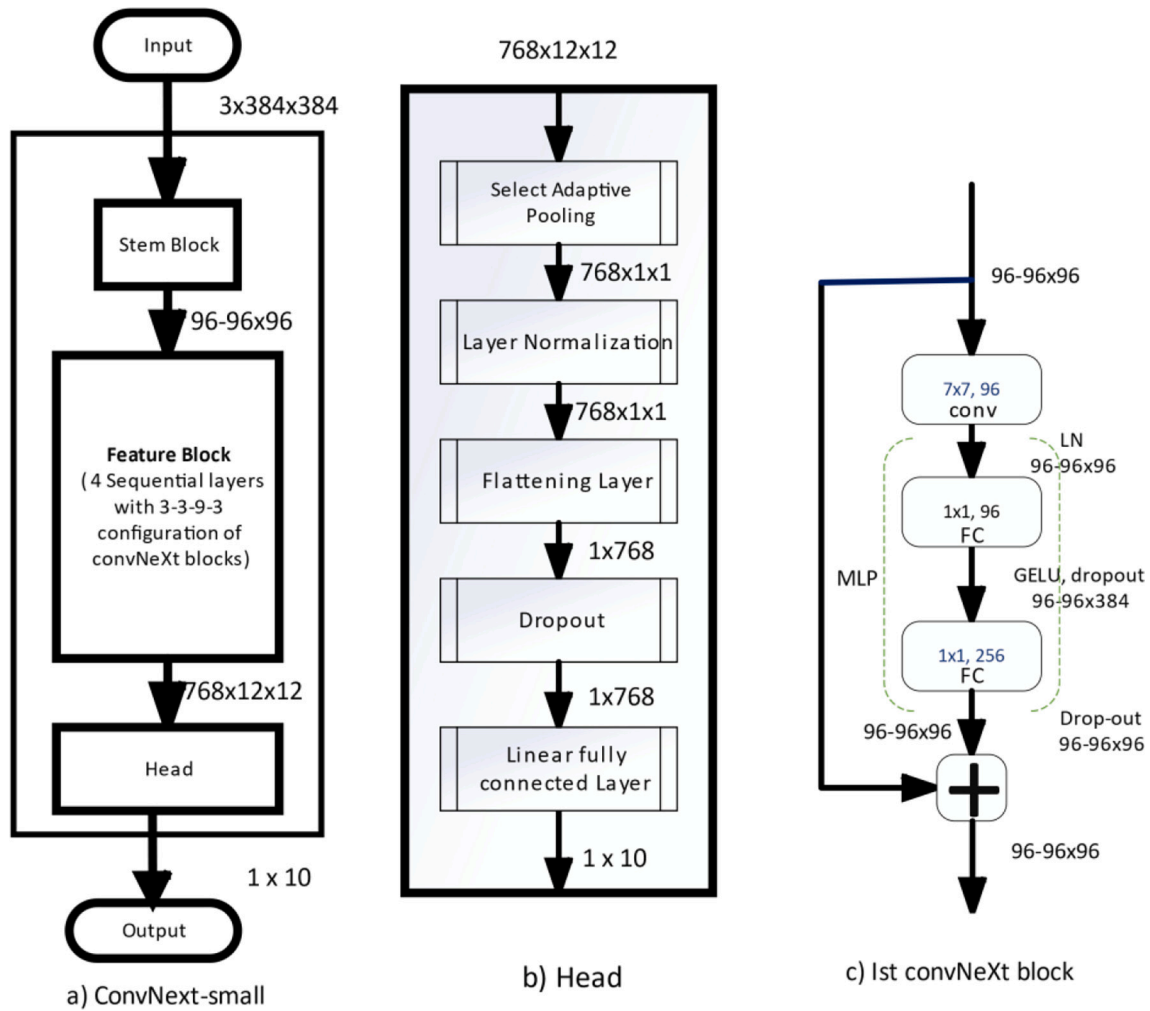 Input
3x384x384
Stem Block
96-96x96
Feature Block
( 4 Sequential layers
with 3-3-9-3
configuration of
convNeXt blocks)
768x12x12
Head
1 x 10
Output
a) ConvNext-small
768x12x12
Select Adaptive
Pooling
768x1x1
Layer Normalization
768x1x1
Flattening Layer
1x768
Dropout
1x768
Linear fully
connected Layer
1 x 10
b) Head
96-96x96
7x7, 96
conv
LN
96-96x96
1x1, 96
FC
MLP
GELU, dropout
96-96x384
1x1, 256
FC
Drop-out
96-96x96
96-96x96
96-96x96
c) Ist convNeXt block